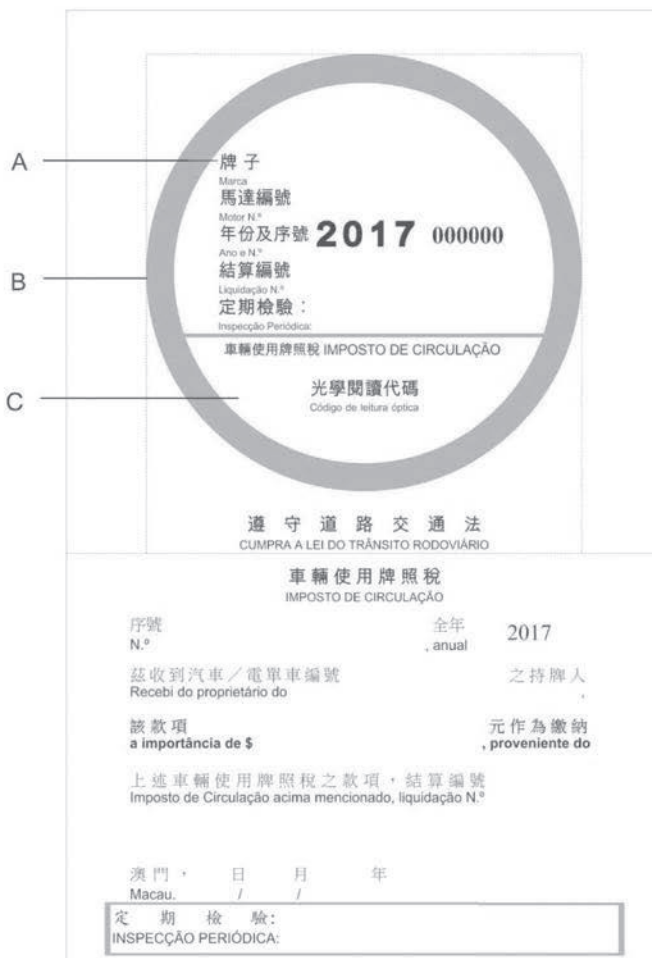 A
牌子
Marca
馬達編號
Motor N.º
年份及序號 2017 000000
Ano e N.º
結算編號
Liquidação N.º
B
定期檢驗：
Inspecção Periódica:
車輛使用牌照稅 IMPOSTO DE CIRCULAÇÃO
C
光學閱讀代碼
Código de leitura óptica
遵守道路交通法
CUMPRA A LEI DO TRÂNSITO RODOVIÁRIO
車輛使用牌照稅
IMPOSTO DE CIRCULAÇÃO
序號 全年 2017
N.º , anual
茲收到汽車／電單車編號 之持牌人
Recebi do proprietário do ,
該款項 元作為繳納
a importância de $ , proveniente do
上述車輛使用牌照稅之款項，結算編號
Imposto de Circulação acima mencionado, liquidação N.º
澳門， 日 月 年
Macau. / /
定期檢驗:
INSPECÇÃO PERIÓDICA: